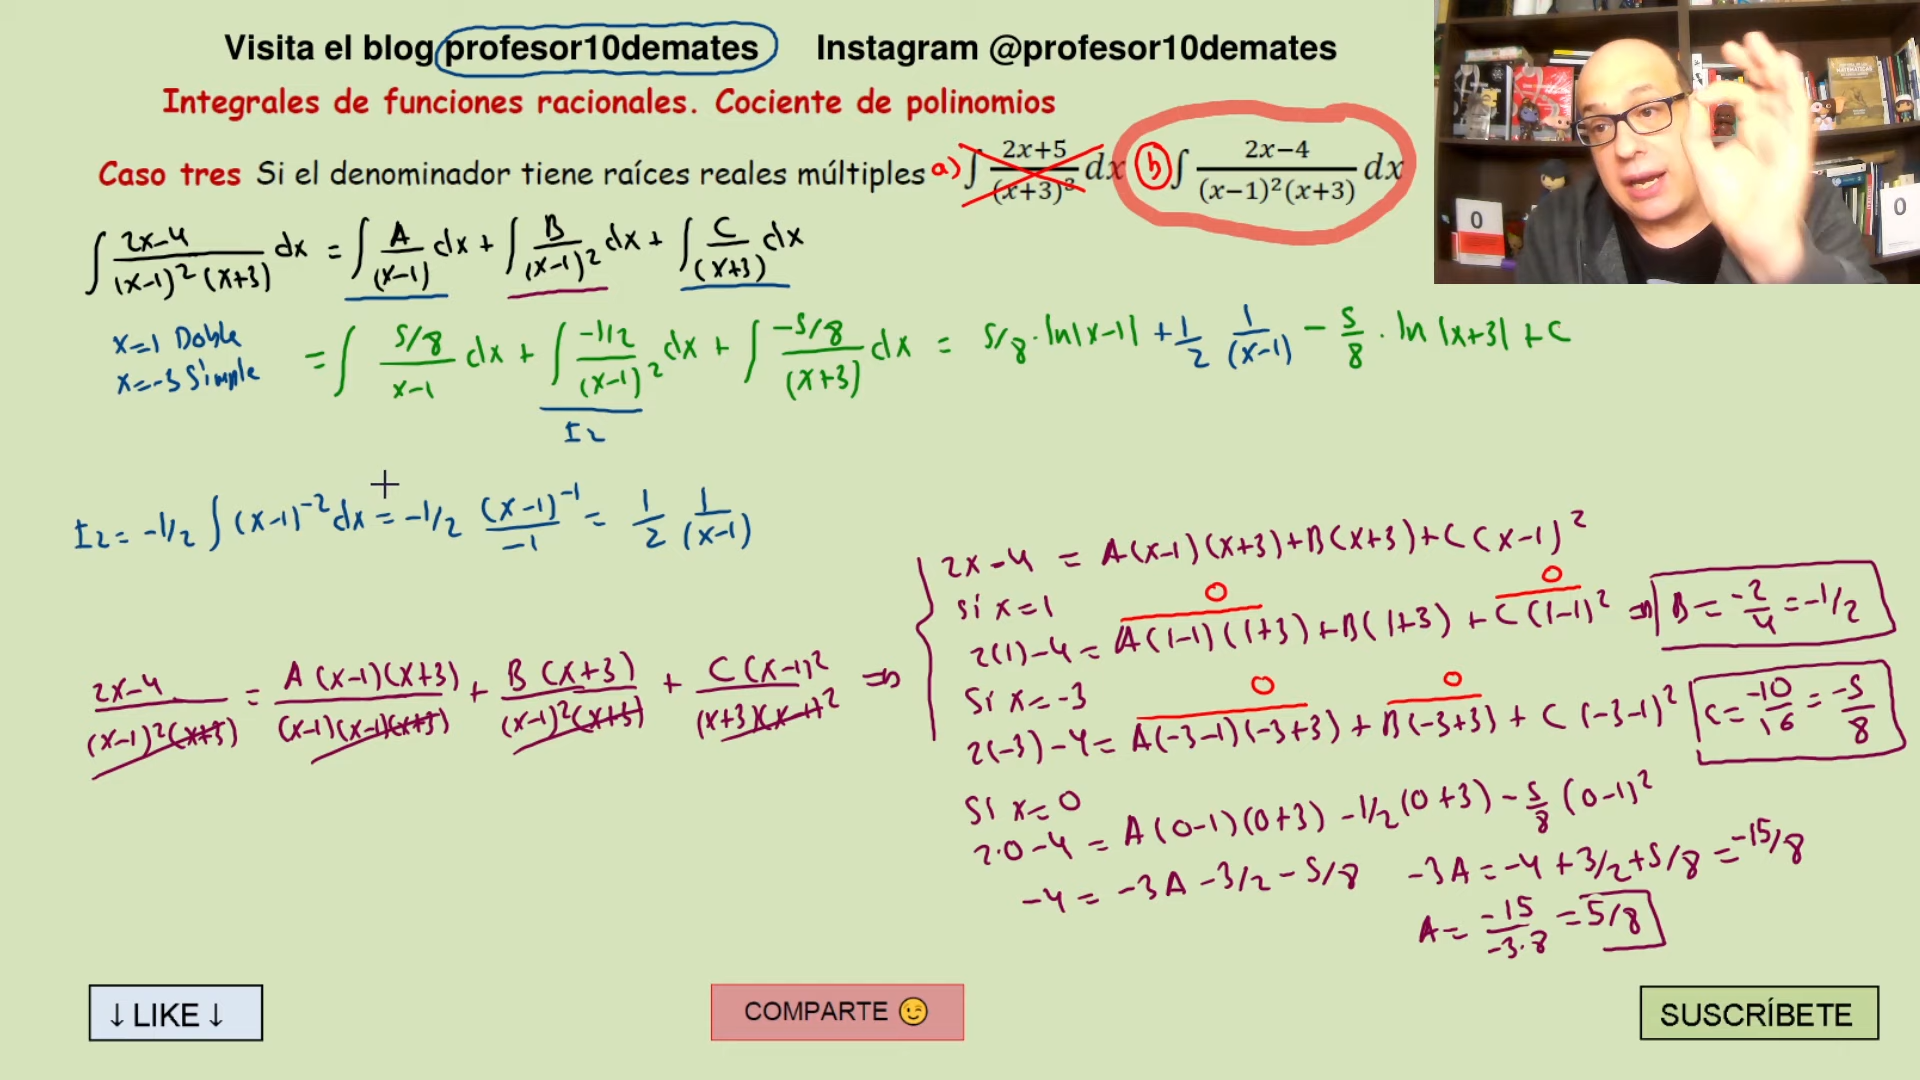 Visita el blog profesor10demates Instagram @profesor10demates
Integrales de funciones racionales. Cociente de polinomios
Caso tres Si el denominador tiene raíces reales múltiples a) ∫ 2x+5/(x+3)² dx b) ∫ 2x−4/(x−1)²(x+3) dx
∫ 2x-4/(x-1)²(x+3) dx = ∫ A/(x-1) dx + ∫ B/(x-1)² dx + ∫ C/(x+3) dx
x=1 Doble
x=-3 Simple
= ∫ 5/8/x-1 dx + ∫ -1/2/(x-1)² dx + ∫ -5/8/(x+3) dx = 5/8·ln|x-1| + 1/2 1/(x-1) - 5/8 · ln|x+3| + C
I2
I2 = -1/2 ∫ (x-1)⁻² dx = -1/2 (x-1)⁻¹/-1 = 1/2 1/(x-1)
2x-4/(x-1)²(x+3) = A(x-1)(x+3)/(x-1)(x-1)(x+3) + B(x+3)/(x-1)²(x+3) + C(x-1)²/(x+3)(x-1)² ⇒
2x-4 = A(x-1)(x+3)+B(x+3)+C(x-1)²
Si x=1
0 0
2(1)-4 = A(1-1)(1+3)+B(1+3)+C(1-1)² ⇒ B = -2/4 = -1/2
Si x=-3
0 0
2(-3)-4 = A(-3-1)(-3+3)+B(-3+3)+C(-3-1)² C = -10/16 = -5/8
Si x=0
2·0-4 = A(0-1)(0+3)-1/2(0+3)-5/8(0-1)²
-4 = -3A-3/2-5/8 -3A = -4+3/2+5/8 = -15/8
A = -15/-3·8 = 5/8
↓ LIKE ↓
COMPARTE 😉
SUSCRÍBETE
0
0